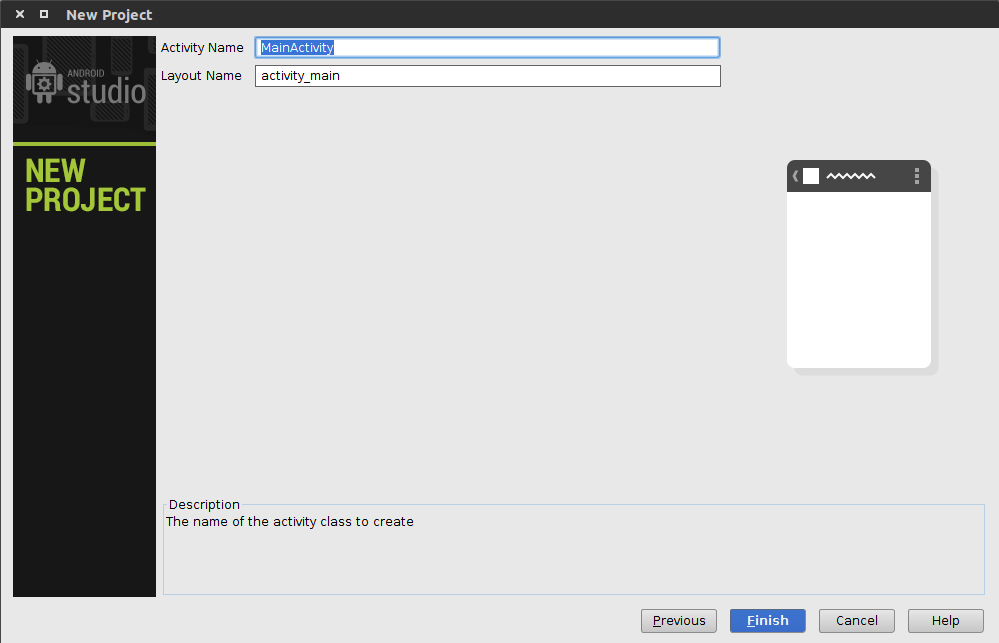 New Project
ANDROID
studio
NEW
PROJECT
Activity Name MainActivity
Layout Name activity_main
Description
The name of the activity class to create
Previous Finish Cancel Help